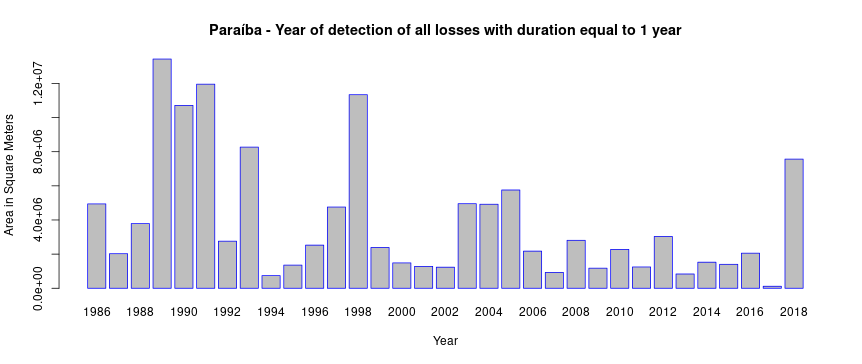 Paraíba - Year of detection of all losses with duration equal to 1 year
Area in Square Meters
1.2e+07
8.0e+06
4.0e+06
0.0e+00
1986 1988 1990 1992 1994 1996 1998 2000 2002 2004 2006 2008 2010 2012 2014 2016 2018
Year